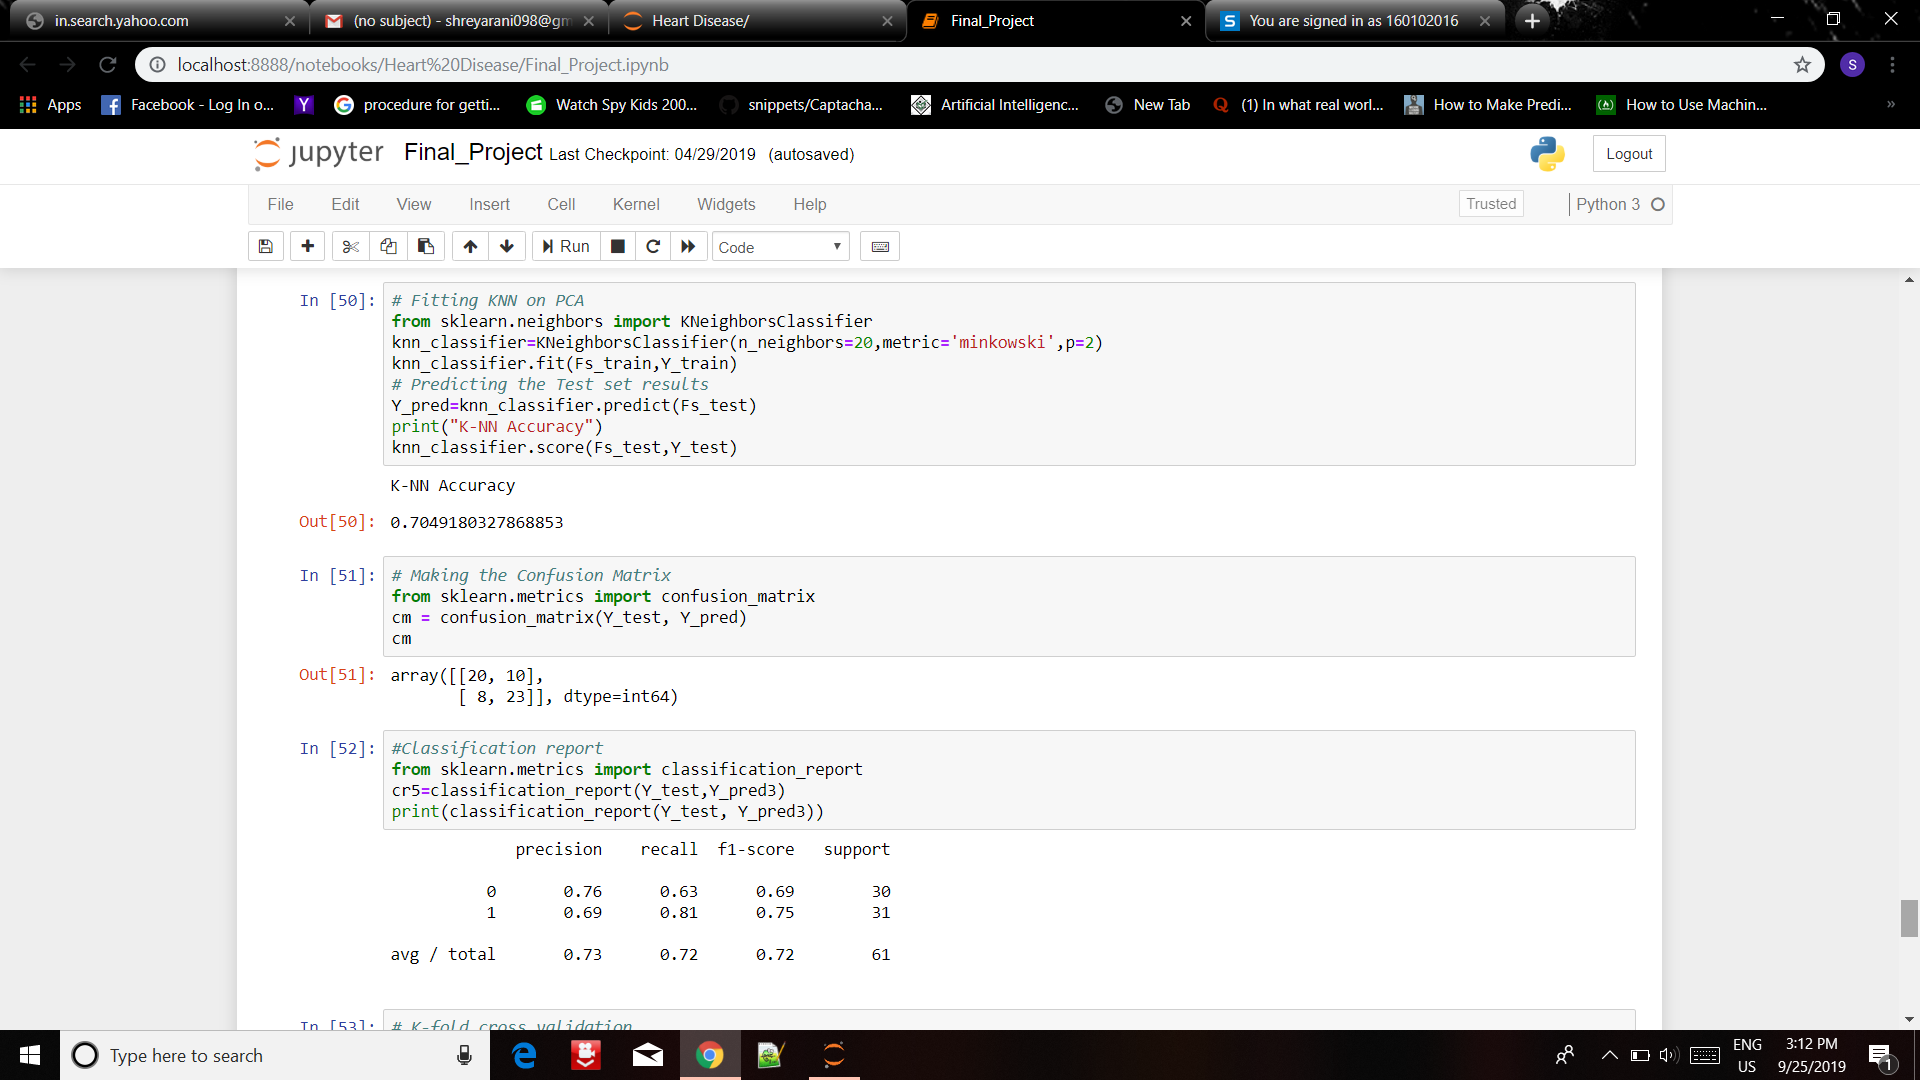 in.search.yahoo.com
(no subject) - shreyarani098@gm
Heart Disease/
Final_Project
You are signed in as 160102016
localhost:8888/notebooks/Heart%20Disease/Final_Project.ipynb
S
Apps
Facebook - Log In o...
procedure for getti...
Watch Spy Kids 200...
snippets/Captacha...
Artificial Intelligenc...
New Tab
(1) In what real worl...
How to Make Predi...
How to Use Machin...
»
jupyter Final_Project Last Checkpoint: 04/29/2019 (autosaved)
Logout
File Edit View Insert Cell Kernel Widgets Help
Trusted
Python 3
Run
Code
In [50]: # Fitting KNN on PCA
from sklearn.neighbors import KNeighborsClassifier
knn_classifier=KNeighborsClassifier(n_neighbors=20,metric='minkowski',p=2)
knn_classifier.fit(Fs_train,Y_train)
# Predicting the Test set results
Y_pred=knn_classifier.predict(Fs_test)
print("K-NN Accuracy")
knn_classifier.score(Fs_test,Y_test)
K-NN Accuracy
Out[50]: 0.7049180327868853
In [51]: # Making the Confusion Matrix
from sklearn.metrics import confusion_matrix
cm = confusion_matrix(Y_test, Y_pred)
cm
Out[51]: array([[20, 10],
[ 8, 23]], dtype=int64)
In [52]: #Classification report
from sklearn.metrics import classification_report
cr5=classification_report(Y_test,Y_pred3)
print(classification_report(Y_test, Y_pred3))
precision recall f1-score support
0 0.76 0.63 0.69 30
1 0.69 0.81 0.75 31
avg / total 0.73 0.72 0.72 61
In [53]: # K-fold cross validation
Type here to search
ENG
US
3:12 PM
9/25/2019
1